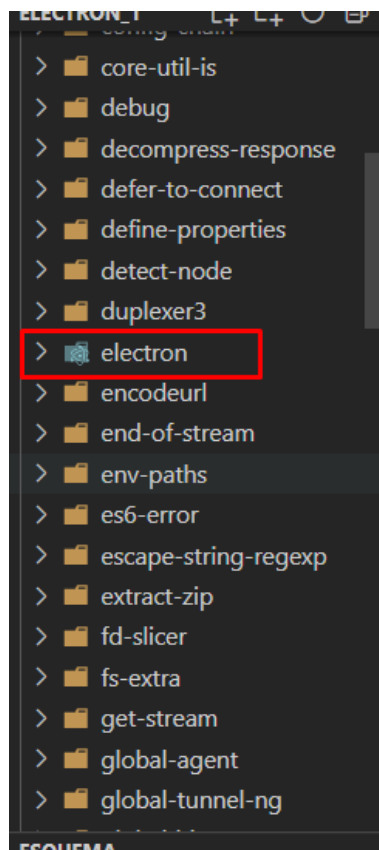 ELECTRON_1
config-chain
core-util-is
debug
decompress-response
defer-to-connect
define-properties
detect-node
duplexer3
electron
encodeurl
end-of-stream
env-paths
es6-error
escape-string-regexp
extract-zip
fd-slicer
fs-extra
get-stream
global-agent
global-tunnel-ng
ESQUEMA